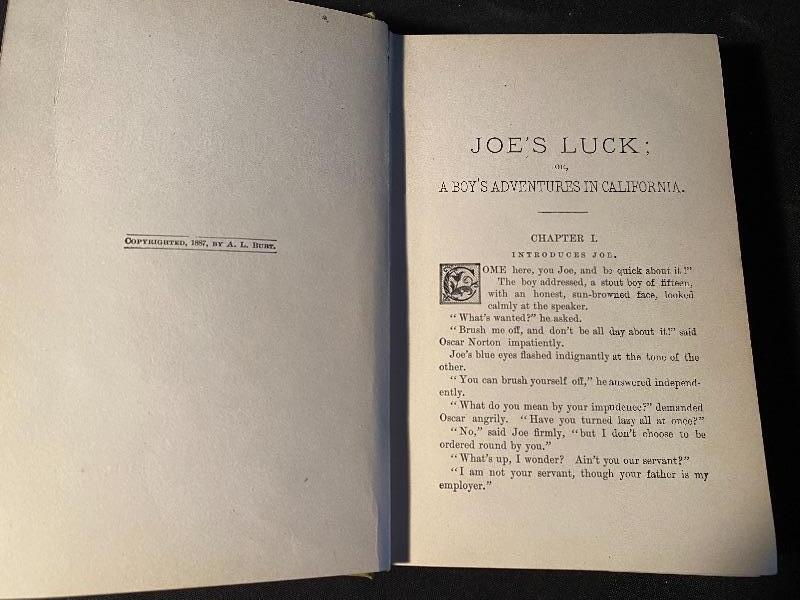 COPYRIGHTED, 1887, BY A. L. BURT.
JOE'S LUCK;
OR,
A BOY'S ADVENTURES IN CALIFORNIA.
CHAPTER I.
INTRODUCES JOE.
COME here, you Joe, and be quick about it!"
The boy addressed, a stout boy of fifteen,
with an honest, sun-browned face, looked
calmly at the speaker.
"What's wanted?" he asked.
"Brush me off, and don't be all day about it!" said
Oscar Norton impatiently.
Joe's blue eyes flashed indignantly at the tone of the
other.
"You can brush yourself off," he answered independ-
ently.
"What do you mean by your impudence?" demanded
Oscar angrily. "Have you turned lazy all at once?"
"No," said Joe firmly, "but I don't choose to be
ordered round by you."
"What's up, I wonder? Ain't you our servant?"
"I am not your servant, though your father is my
employer."